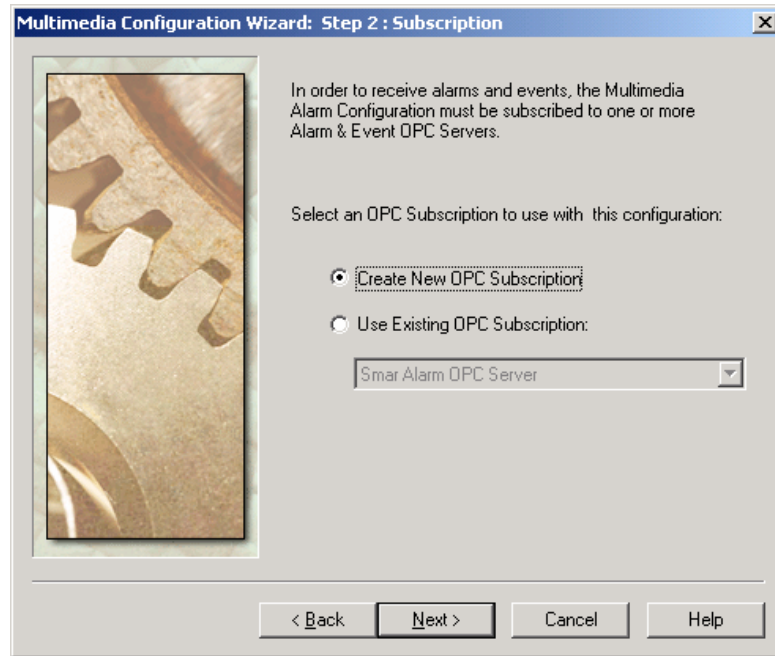 Multimedia Configuration Wizard: Step 2 : Subscription
In order to receive alarms and events, the Multimedia
Alarm Configuration must be subscribed to one or more
Alarm & Event OPC Servers.
Select an OPC Subscription to use with this configuration:
Create New OPC Subscription
Use Existing OPC Subscription:
Smar Alarm OPC Server
< Back Next > Cancel Help